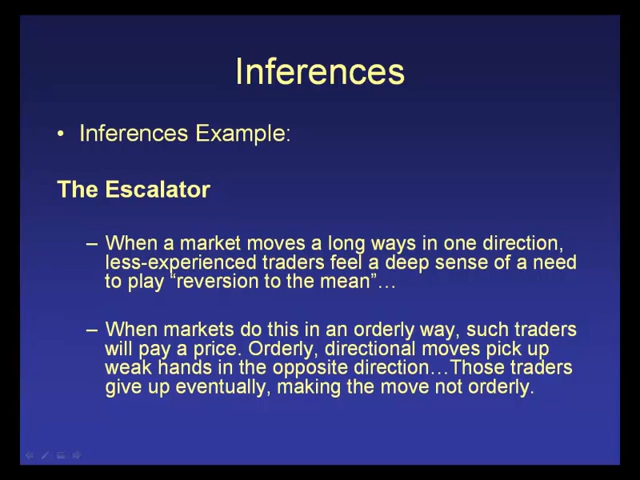 Inferences
• Inferences Example:
The Escalator
– When a market moves a long ways in one direction,
less-experienced traders feel a deep sense of a need
to play “reversion to the mean”…
– When markets do this in an orderly way, such traders
will pay a price. Orderly, directional moves pick up
weak hands in the opposite direction…Those traders
give up eventually, making the move not orderly.